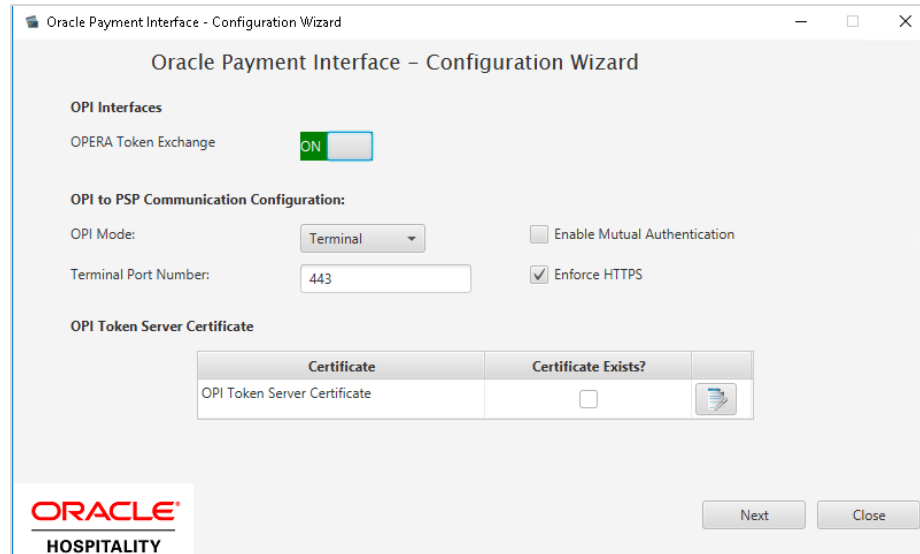 Oracle Payment Interface - Configuration Wizard
Oracle Payment Interface – Configuration Wizard
OPI Interfaces
OPERA Token Exchange ON
OPI to PSP Communication Configuration:
OPI Mode: Terminal Enable Mutual Authentication
Terminal Port Number: 443 Enforce HTTPS
OPI Token Server Certificate
Certificate Certificate Exists?
OPI Token Server Certificate
ORACLE®
HOSPITALITY
Next Close